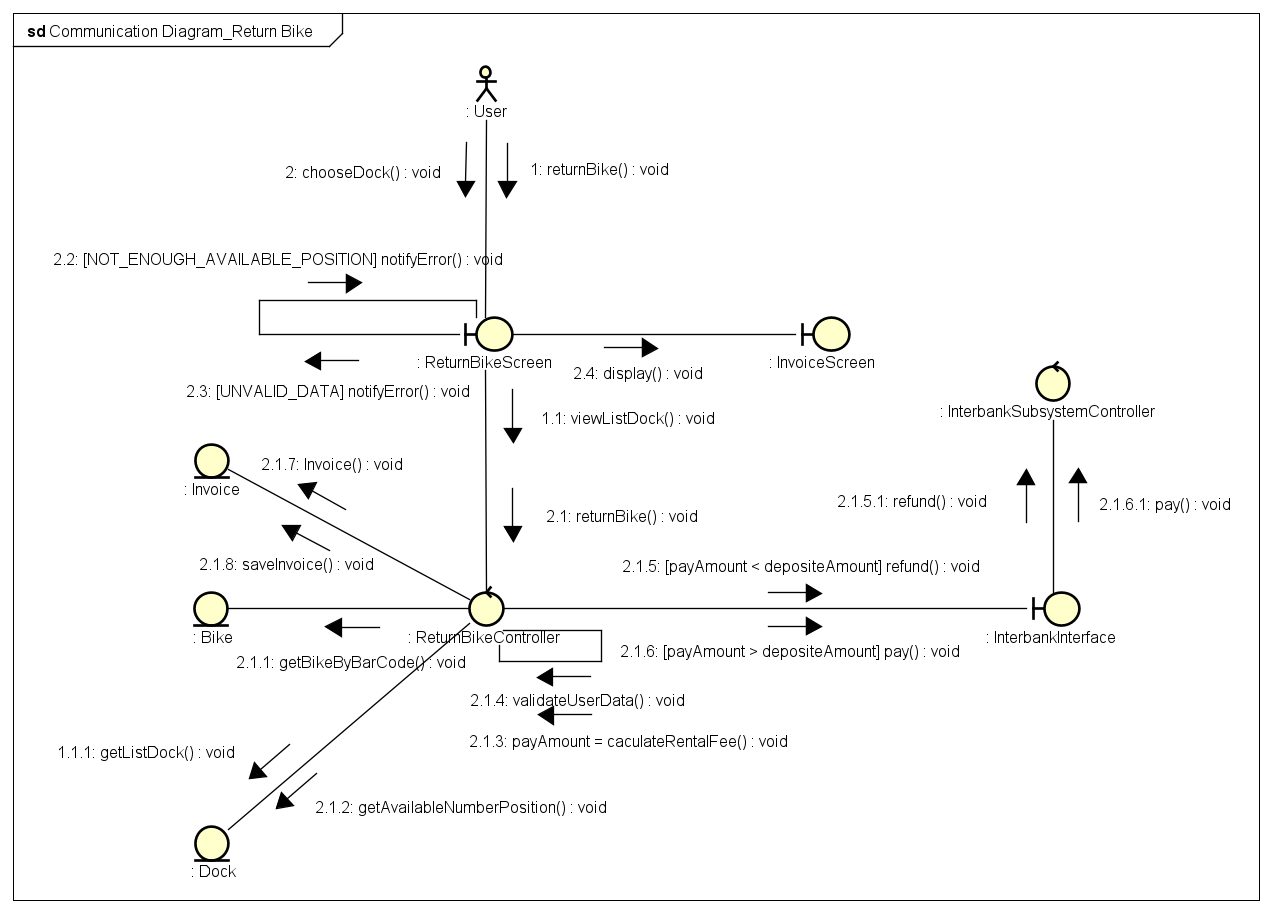 sd Communication Diagram_Return Bike
: User
2: chooseDock() : void
1: returnBike() : void
2.2: [NOT_ENOUGH_AVAILABLE_POSITION] notifyError() : void
: ReturnBikeScreen
: InvoiceScreen
2.3: [UNVALID_DATA] notifyError() : void
2.4: display() : void
: InterbankSubsystemController
1.1: viewListDock() : void
2.1.7: Invoice() : void
: Invoice
2.1.5.1: refund() : void
2.1.6.1: pay() : void
2.1: returnBike() : void
2.1.8: saveInvoice() : void
2.1.5: [payAmount < depositeAmount] refund() : void
: Bike
: ReturnBikeController
: InterbankInterface
2.1.6: [payAmount > depositeAmount] pay() : void
2.1.1: getBikeByBarCode() : void
2.1.4: validateUserData() : void
2.1.3: payAmount = caculateRentalFee() : void
1.1.1: getListDock() : void
2.1.2: getAvailableNumberPosition() : void
: Dock